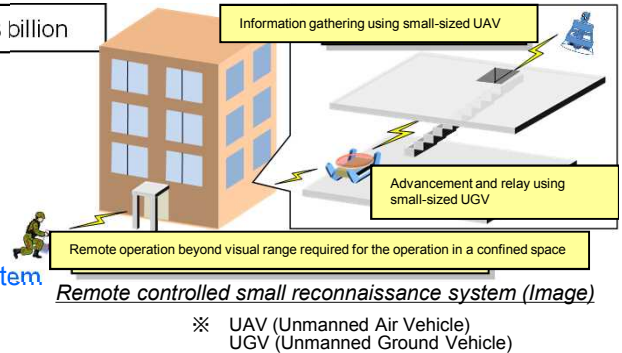 billion
Information gathering using small-sized UAV
Advancement and relay using
small-sized UGV
Remote operation beyond visual range required for the operation in a confined space
Remote controlled small reconnaissance system (Image)
※ UAV (Unmanned Air Vehicle)
UGV (Unmanned Ground Vehicle)